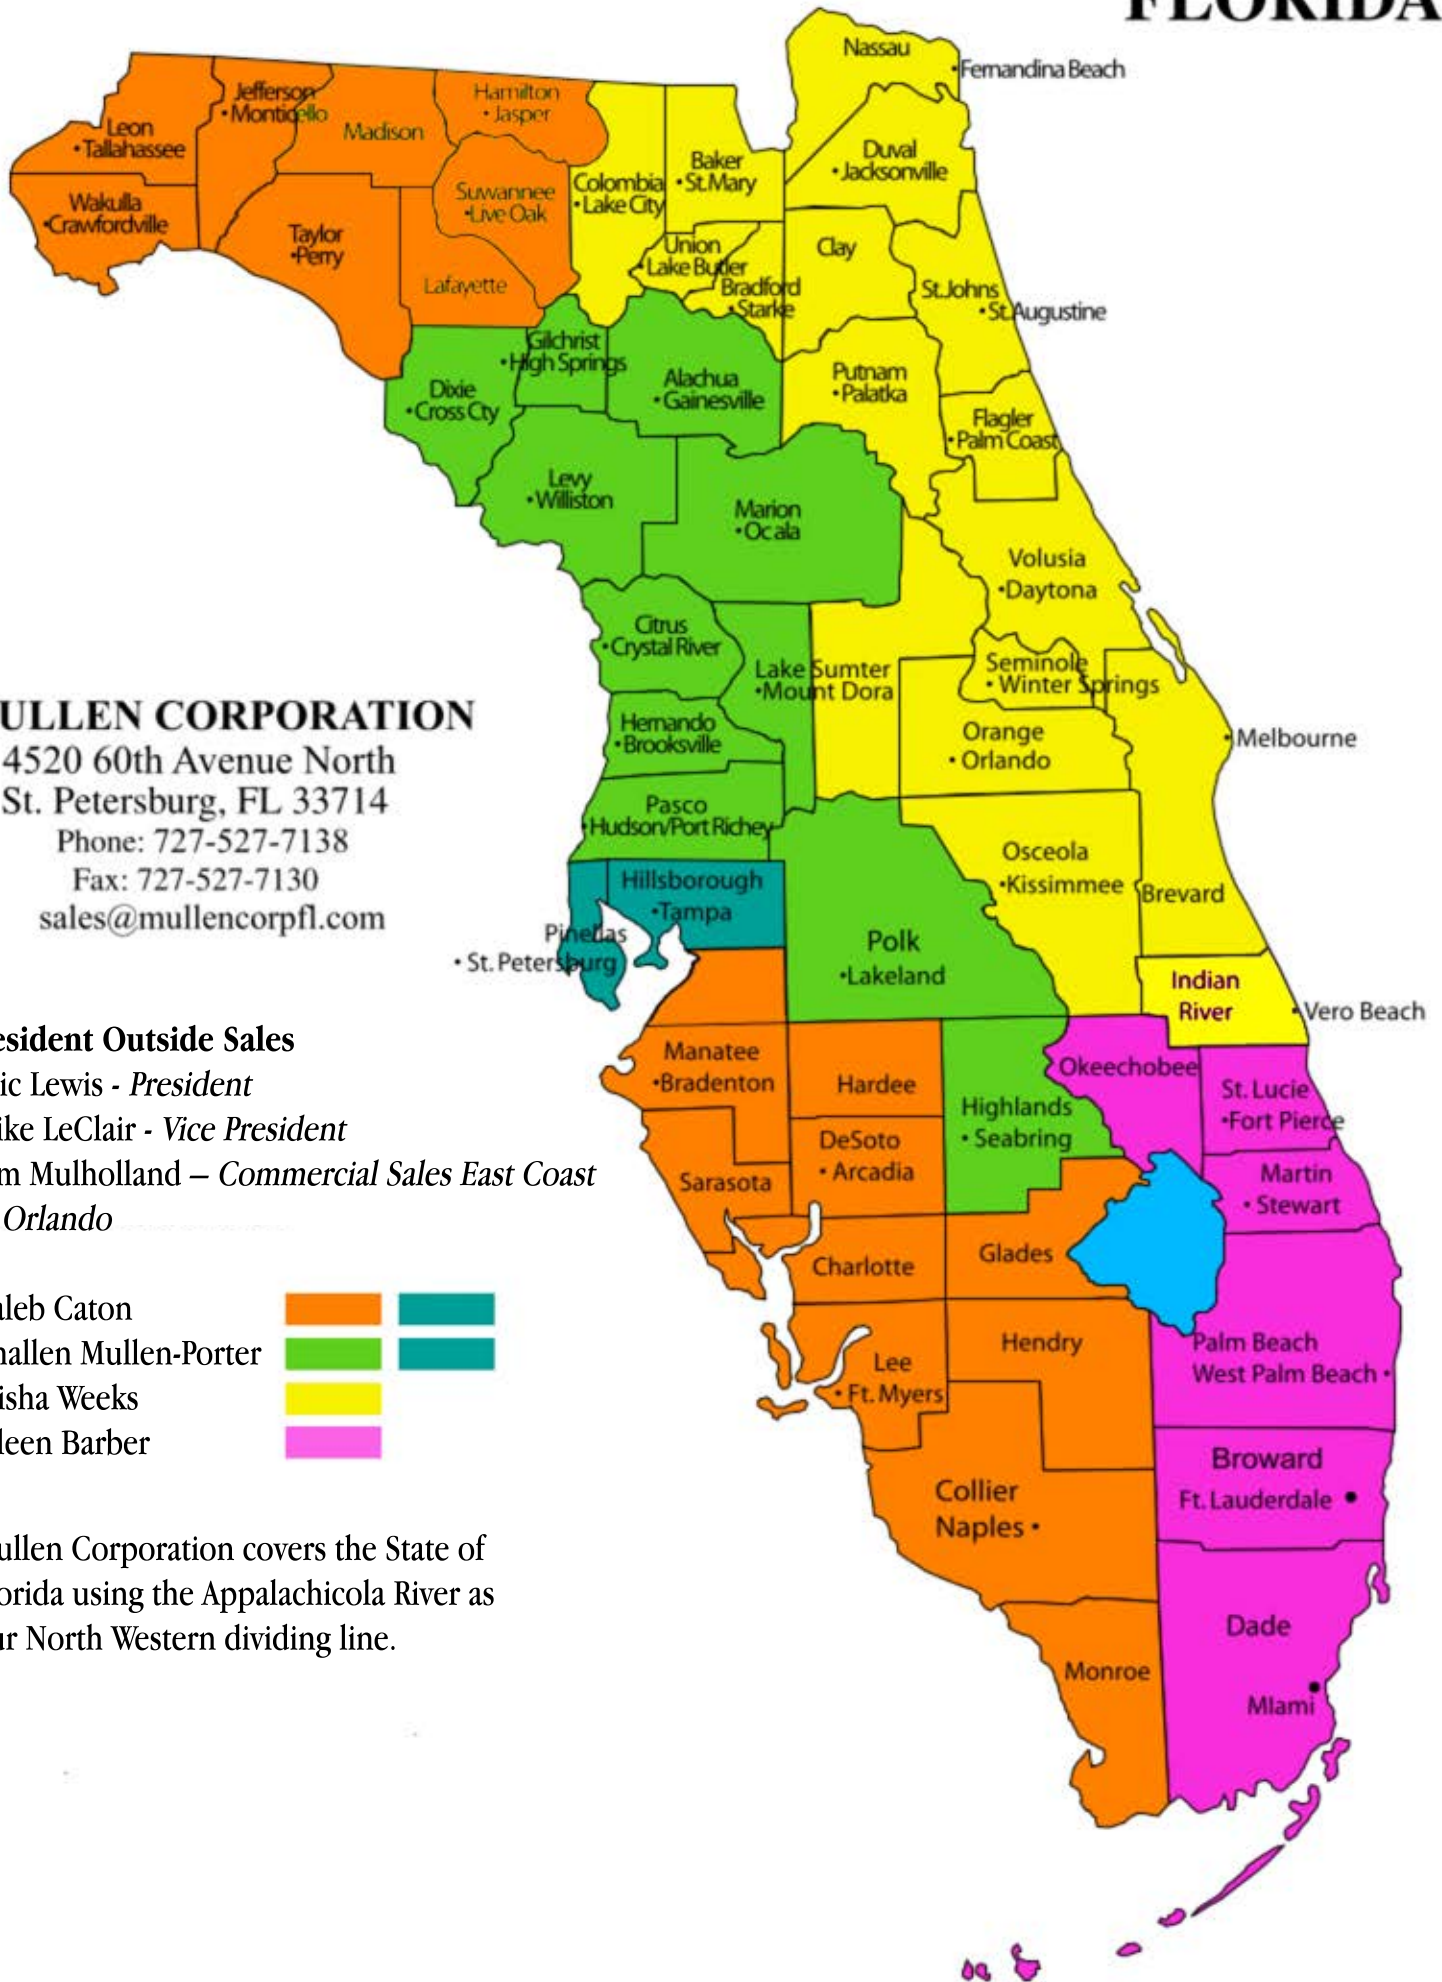 FLORIDA
Nassau
•Fernandina Beach
Hamilton
•Jasper
Jefferson
•Monticello
Madison
Leon
•Tallahassee
Duval
•Jacksonville
Baker
•St.Mary
Colombia
•Lake City
Suwannee
•Live Oak
Wakulla
•Crawfordville
Taylor
•Perry
Union
•Lake Butler
Clay
Lafayette
Bradford
•Starke
St.Johns
•St.Augustine
Gilchrist
•High Springs
Alachua
•Gainesville
Putnam
•Palatka
Dixie
•Cross Cty
Flagler
•Palm Coast
Levy
•Williston
Marion
•Ocala
Volusia
•Daytona
Citrus
•Crystal River
Lake Sumter
•Mount Dora
Seminole
• Winter Springs
Hernando
•Brooksville
Orange
• Orlando
•Melbourne
Pasco
•Hudson/Port Richey
Osceola
•Kissimmee
Brevard
Hillsborough
•Tampa
Pinellas
• St. Petersburg
Polk
•Lakeland
Indian
River
•Vero Beach
Manatee
•Bradenton
Hardee
Okeechobee
St. Lucie
•Fort Pierce
Highlands
• Seabring
DeSoto
• Arcadia
Sarasota
Martin
• Stewart
Charlotte
Glades
Hendry
Palm Beach
West Palm Beach •
Lee
• Ft. Myers
Broward
Ft. Lauderdale •
Collier
Naples •
Dade
MIami
Monroe
ULLEN CORPORATION
4520 60th Avenue North
St. Petersburg, FL 33714
Phone: 727-527-7138
Fax: 727-527-7130
sales@mullencorpfl.com
esident Outside Sales
ic Lewis - President
ike LeClair - Vice President
m Mulholland – Commercial Sales East Coast
Orlando
aleb Caton
hallen Mullen-Porter
isha Weeks
leen Barber
ullen Corporation covers the State of
orida using the Appalachicola River as
ur North Western dividing line.